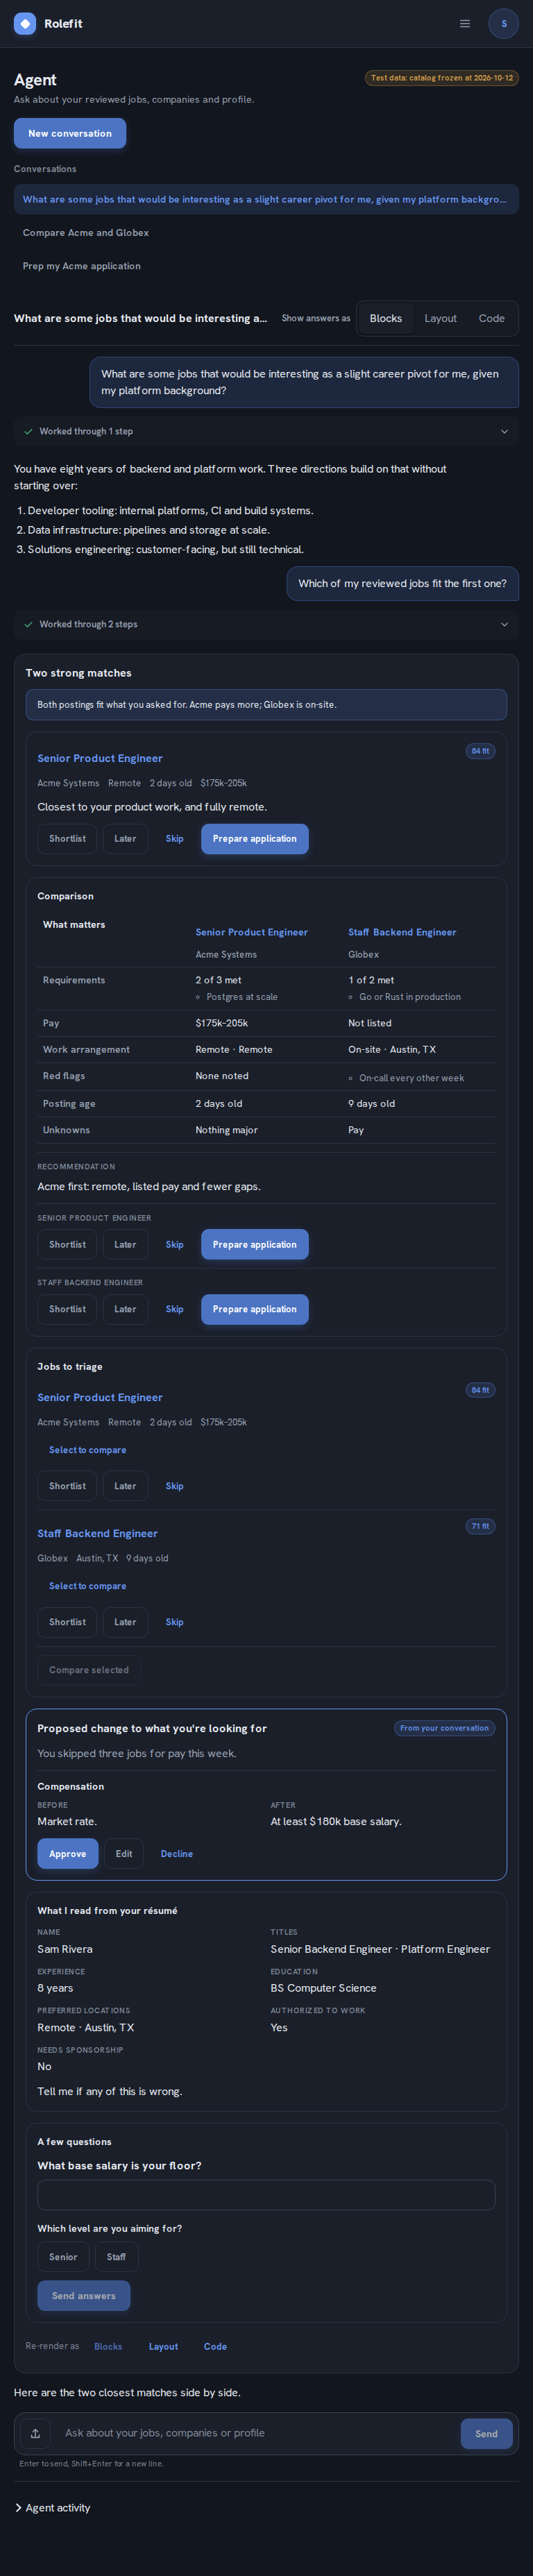 Rolefit
S
Agent
Test data: catalog frozen at 2026-10-12
Ask about your reviewed jobs, companies and profile.
New conversation
Conversations
What are some jobs that would be interesting as a slight career pivot for me, given my platform backgro...
Compare Acme and Globex
Prep my Acme application
What are some jobs that would be interesting a...
Show answers as
Blocks
Layout
Code
What are some jobs that would be interesting as a slight career pivot for me, given
my platform background?
Worked through 1 step
You have eight years of backend and platform work. Three directions build on that without
starting over:
1. Developer tooling: internal platforms, CI and build systems.
2. Data infrastructure: pipelines and storage at scale.
3. Solutions engineering: customer-facing, but still technical.
Which of my reviewed jobs fit the first one?
Worked through 2 steps
Two strong matches
Both postings fit what you asked for. Acme pays more; Globex is on-site.
Senior Product Engineer
84 fit
Acme Systems Remote 2 days old $175k–205k
Closest to your product work, and fully remote.
Shortlist Later Skip Prepare application
Comparison
What matters Senior Product Engineer Staff Backend Engineer
Acme Systems Globex
Requirements 2 of 3 met 1 of 2 met
Postgres at scale Go or Rust in production
Pay $175k–205k Not listed
Work arrangement Remote · Remote On-site · Austin, TX
Red flags None noted On-call every other week
Posting age 2 days old 9 days old
Unknowns Nothing major Pay
RECOMMENDATION
Acme first: remote, listed pay and fewer gaps.
SENIOR PRODUCT ENGINEER
Shortlist Later Skip Prepare application
STAFF BACKEND ENGINEER
Shortlist Later Skip Prepare application
Jobs to triage
Senior Product Engineer 84 fit
Acme Systems Remote 2 days old $175k–205k
Select to compare
Shortlist Later Skip
Staff Backend Engineer 71 fit
Globex Austin, TX 9 days old
Select to compare
Shortlist Later Skip
Compare selected
Proposed change to what you're looking for From your conversation
You skipped three jobs for pay this week.
Compensation
BEFORE AFTER
Market rate. At least $180k base salary.
Approve Edit Decline
What I read from your résumé
NAME TITLES
Sam Rivera Senior Backend Engineer · Platform Engineer
EXPERIENCE EDUCATION
8 years BS Computer Science
PREFERRED LOCATIONS AUTHORIZED TO WORK
Remote · Austin, TX Yes
NEEDS SPONSORSHIP
No
Tell me if any of this is wrong.
A few questions
What base salary is your floor?
Which level are you aiming for?
Senior Staff
Send answers
Re-render as Blocks Layout Code
Here are the two closest matches side by side.
Ask about your jobs, companies or profile
Send
Enter to send, Shift+Enter for a new line.
Agent activity